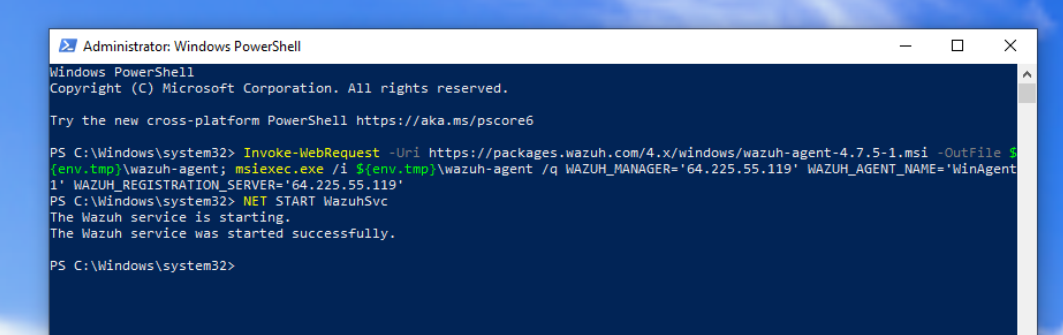 Administrator: Windows PowerShell
Windows PowerShell
Copyright (C) Microsoft Corporation. All rights reserved.
Try the new cross-platform PowerShell https://aka.ms/pscore6
PS C:\Windows\system32> Invoke-WebRequest -Uri https://packages.wazuh.com/4.x/windows/wazuh-agent-4.7.5-1.msi -OutFile $
{env.tmp}\wazuh-agent; msiexec.exe /i ${env.tmp}\wazuh-agent /q WAZUH_MANAGER='64.225.55.119' WAZUH_AGENT_NAME='WinAgent
1' WAZUH_REGISTRATION_SERVER='64.225.55.119'
PS C:\Windows\system32> NET START WazuhSvc
The Wazuh service is starting.
The Wazuh service was started successfully.
PS C:\Windows\system32>